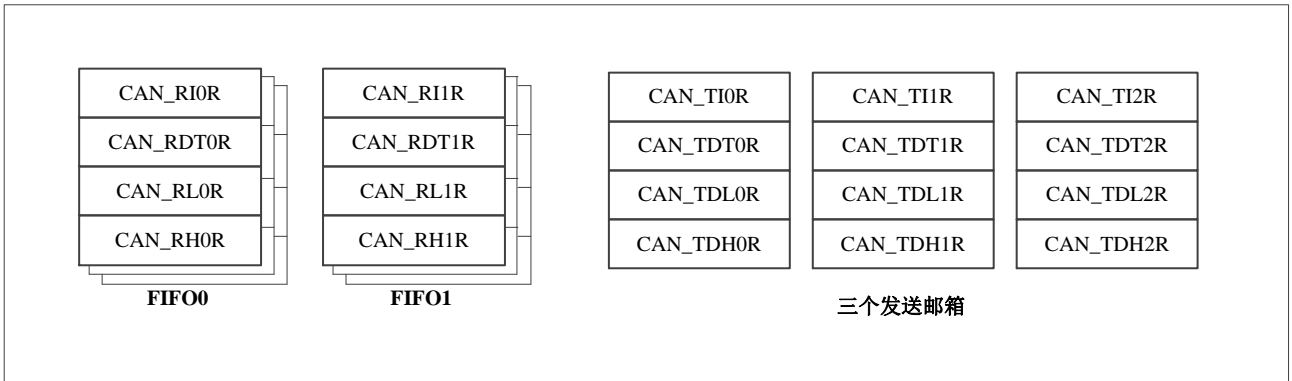 CAN_RI0R
CAN_RDT0R
CAN_RL0R
CAN_RH0R
FIFO0
CAN_RI1R
CAN_RDT1R
CAN_RL1R
CAN_RH1R
FIFO1
CAN_TI0R
CAN_TDT0R
CAN_TDL0R
CAN_TDH0R
CAN_TI1R
CAN_TDT1R
CAN_TDL1R
CAN_TDH1R
CAN_TI2R
CAN_TDT2R
CAN_TDL2R
CAN_TDH2R
三个发送邮箱